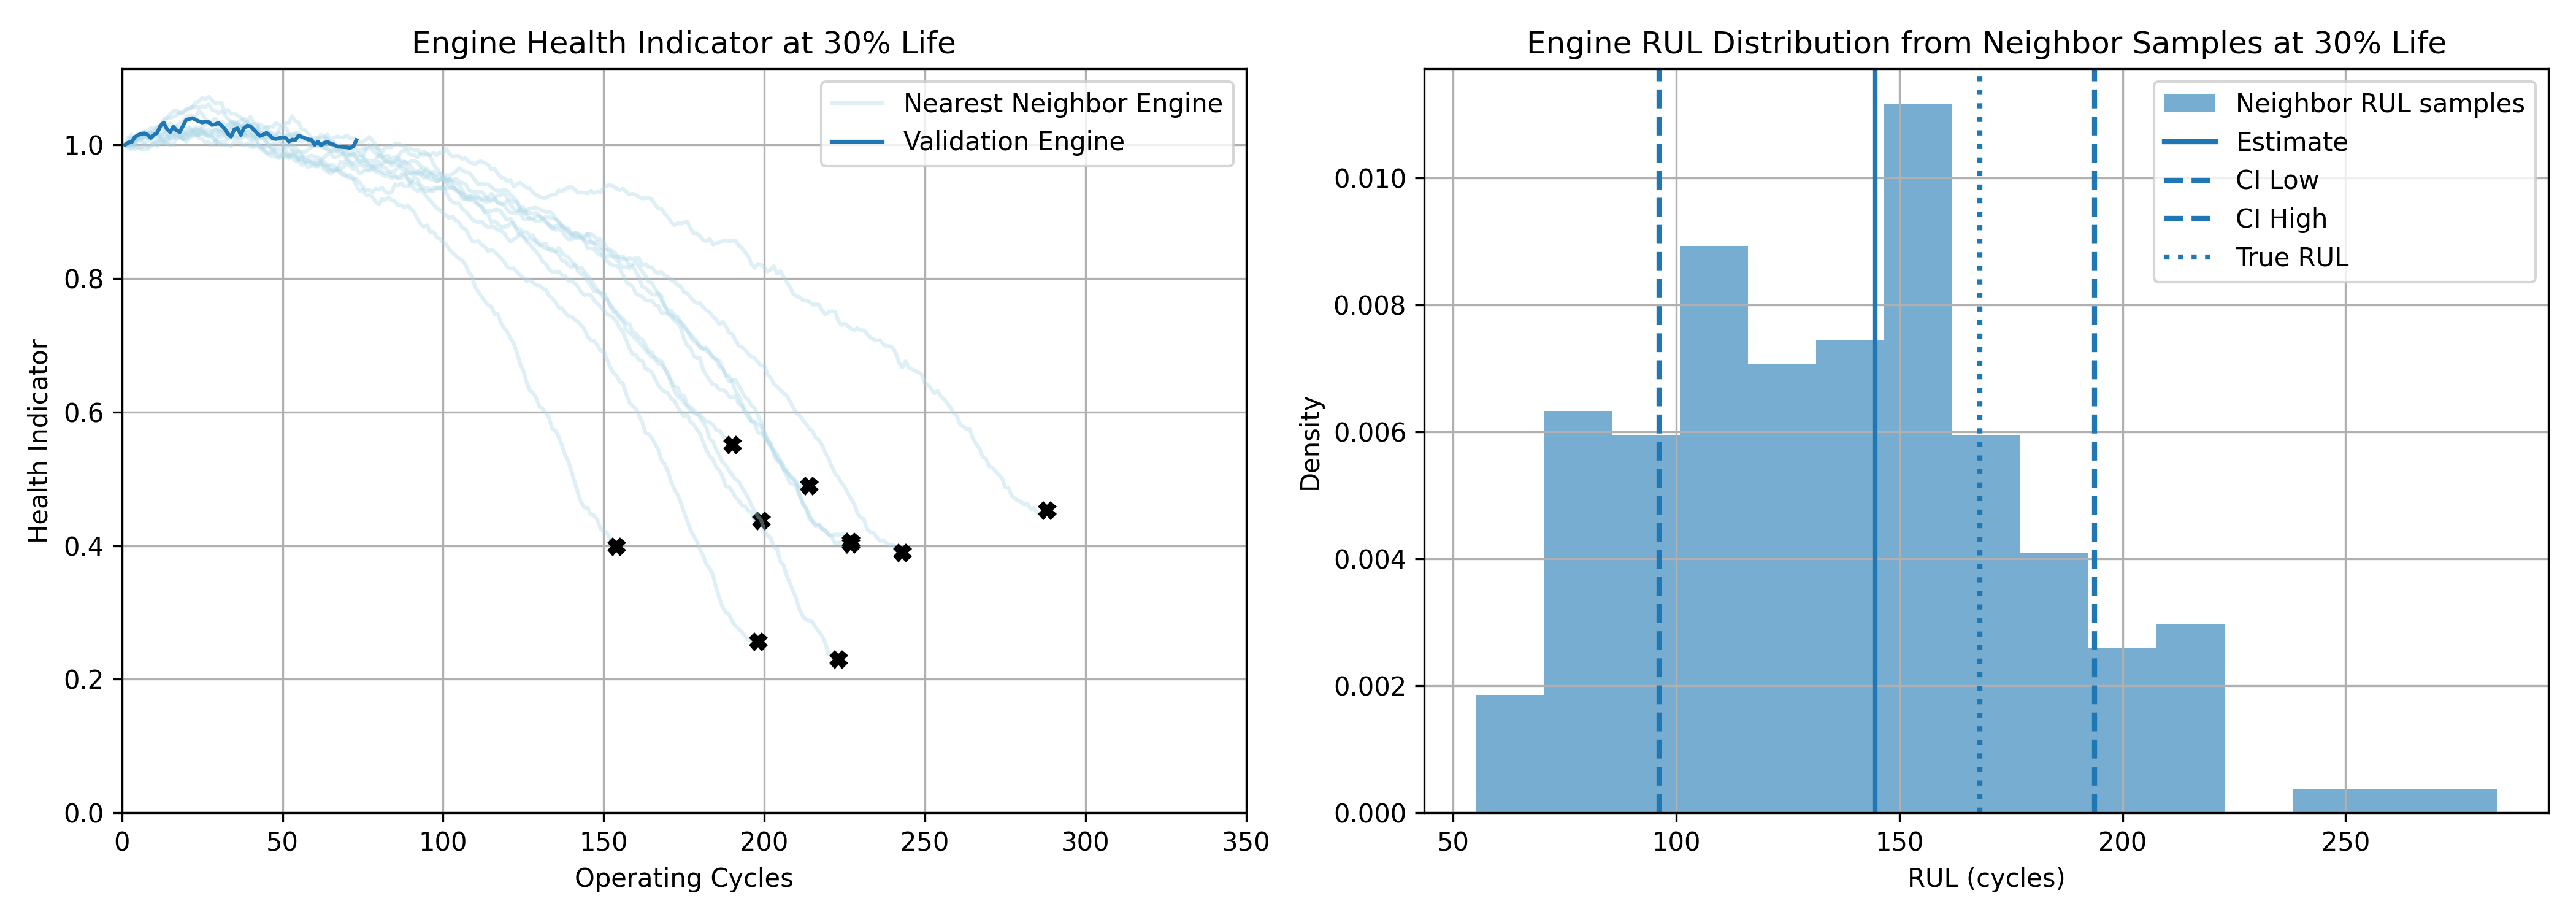 Engine Health Indicator at 30% Life
Nearest Neighbor Engine
Validation Engine
1.0
0.8
0.6
0.4
0.2
0.0
Health Indicator
0 50 100 150 200 250 300 350
Operating Cycles
Engine RUL Distribution from Neighbor Samples at 30% Life
Neighbor RUL samples
Estimate
CI Low
CI High
True RUL
0.010
0.008
0.006
0.004
0.002
0.000
Density
50 100 150 200 250
RUL (cycles)